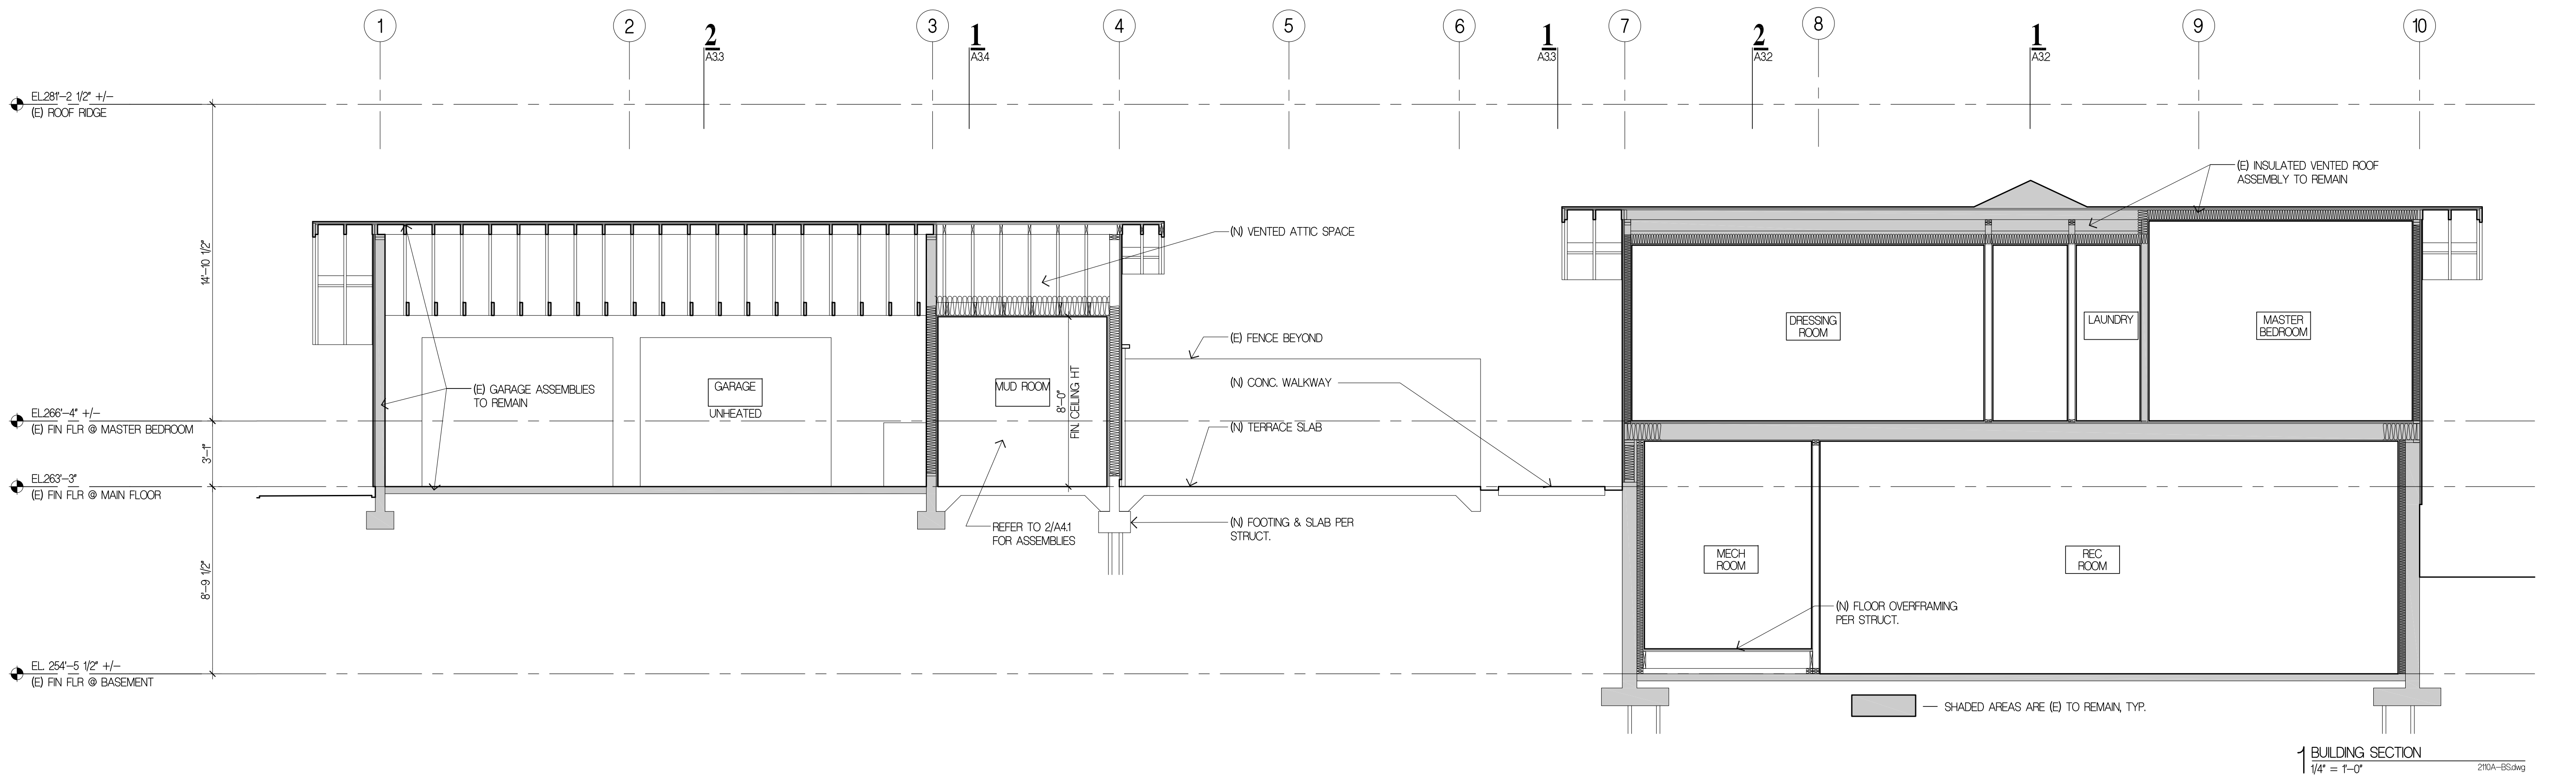 1
2
2
A3.3
3
1
A3.4
4
5
6
1
A3.3
7
2
A3.2
8
1
A3.2
9
10
EL.281'-2 1/2" +/-
(E) ROOF RIDGE
14'-10 1/2"
(E) INSULATED VENTED ROOF
ASSEMBLY TO REMAIN
(N) VENTED ATTIC SPACE
(E) FENCE BEYOND
(N) CONC. WALKWAY
(N) TERRACE SLAB
(E) GARAGE ASSEMBLIES
TO REMAIN
GARAGE
UNHEATED
MUD ROOM
8'-0"
FIN. CEILING HT
DRESSING
ROOM
LAUNDRY
MASTER
BEDROOM
EL.266'-4" +/-
(E) FIN FLR @ MASTER BEDROOM
3'-1"
EL.263'-3"
(E) FIN FLR @ MAIN FLOOR
REFER TO 2/A4.1
FOR ASSEMBLIES
(N) FOOTING & SLAB PER
STRUCT.
8'-9 1/2"
MECH
ROOM
REC
ROOM
(N) FLOOR OVERFRAMING
PER STRUCT.
EL. 254'-5 1/2" +/-
(E) FIN FLR @ BASEMENT
SHADED AREAS ARE (E) TO REMAIN, TYP.
1 BUILDING SECTION
1/4" = 1'-0"
2110A-BS.dwg